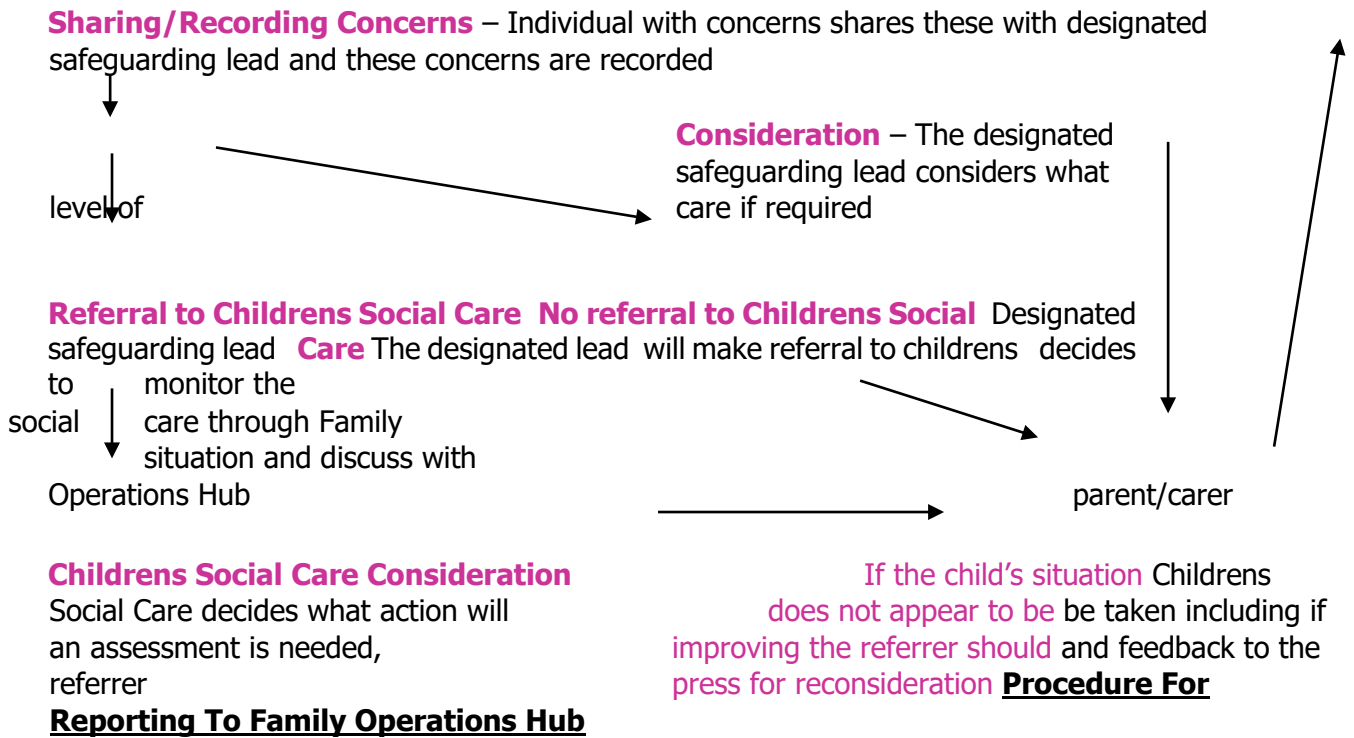 Sharing/Recording Concerns – Individual with concerns shares these with designated
safeguarding lead and these concerns are recorded
Consideration – The designated
safeguarding lead considers what
level of care if required
Referral to Childrens Social Care No referral to Childrens Social Designated
safeguarding lead Care The designated lead will make referral to childrens decides
to monitor the
social care through Family
situation and discuss with
Operations Hub parent/carer
Childrens Social Care Consideration If the child’s situation Childrens
Social Care decides what action will does not appear to be be taken including if
an assessment is needed, improving the referrer should and feedback to the
referrer press for reconsideration Procedure For
Reporting To Family Operations Hub